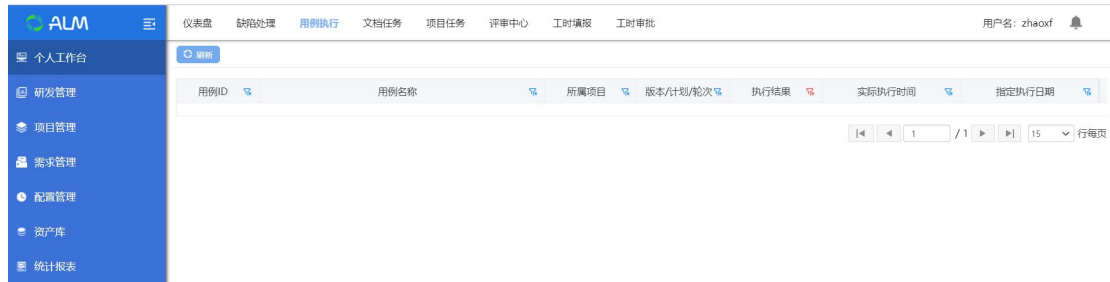 ALM
仪表盘 缺陷处理 用例执行 文档任务 项目任务 评审中心 工时填报 工时审批 用户名：zhaoxf
个人工作台
刷新
研发管理
用例ID 用例名称 所属项目 版本/计划/轮次 执行结果 实际执行时间 指定执行日期
项目管理
1 / 1 15 行每页
需求管理
配置管理
资产库
统计报表